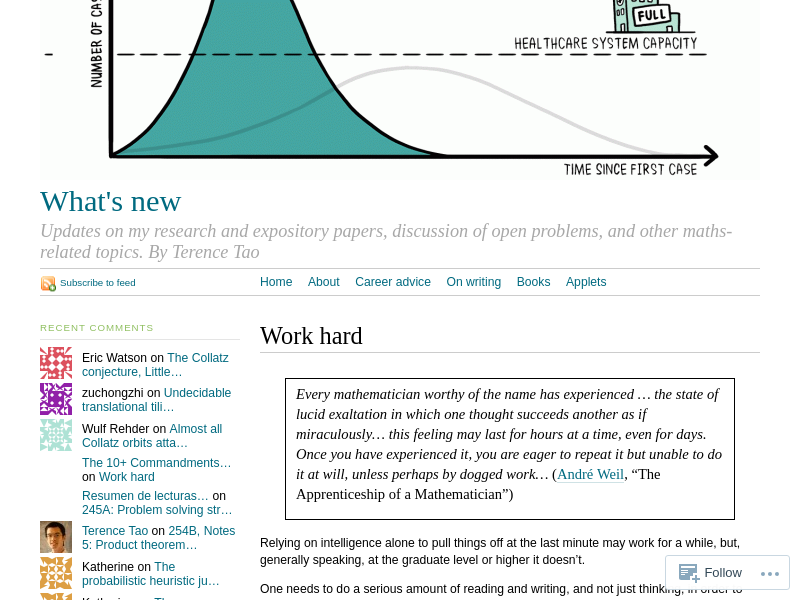 NUMBER OF CAS
FULL
HEALTHCARE SYSTEM CAPACITY
TIME SINCE FIRST CASE
What's new
Updates on my research and expository papers, discussion of open problems, and other maths-
related topics. By Terence Tao
Subscribe to feed
Home About Career advice On writing Books Applets
RECENT COMMENTS
Eric Watson on The Collatz
conjecture, Little…
zuchongzhi on Undecidable
translational tili…
Wulf Rehder on Almost all
Collatz orbits atta…
The 10+ Commandments…
on Work hard
Resumen de lecturas… on
245A: Problem solving str…
Terence Tao on 254B, Notes
5: Product theorem…
Katherine on The
probabilistic heuristic ju…
Work hard
Every mathematician worthy of the name has experienced … the state of
lucid exaltation in which one thought succeeds another as if
miraculously… this feeling may last for hours at a time, even for days.
Once you have experienced it, you are eager to repeat it but unable to do
it at will, unless perhaps by dogged work… (André Weil, “The
Apprenticeship of a Mathematician”)
Relying on intelligence alone to pull things off at the last minute may work for a while, but,
generally speaking, at the graduate level or higher it doesn’t.
One needs to do a serious amount of reading and writing, and not just thinking, in order to
Follow